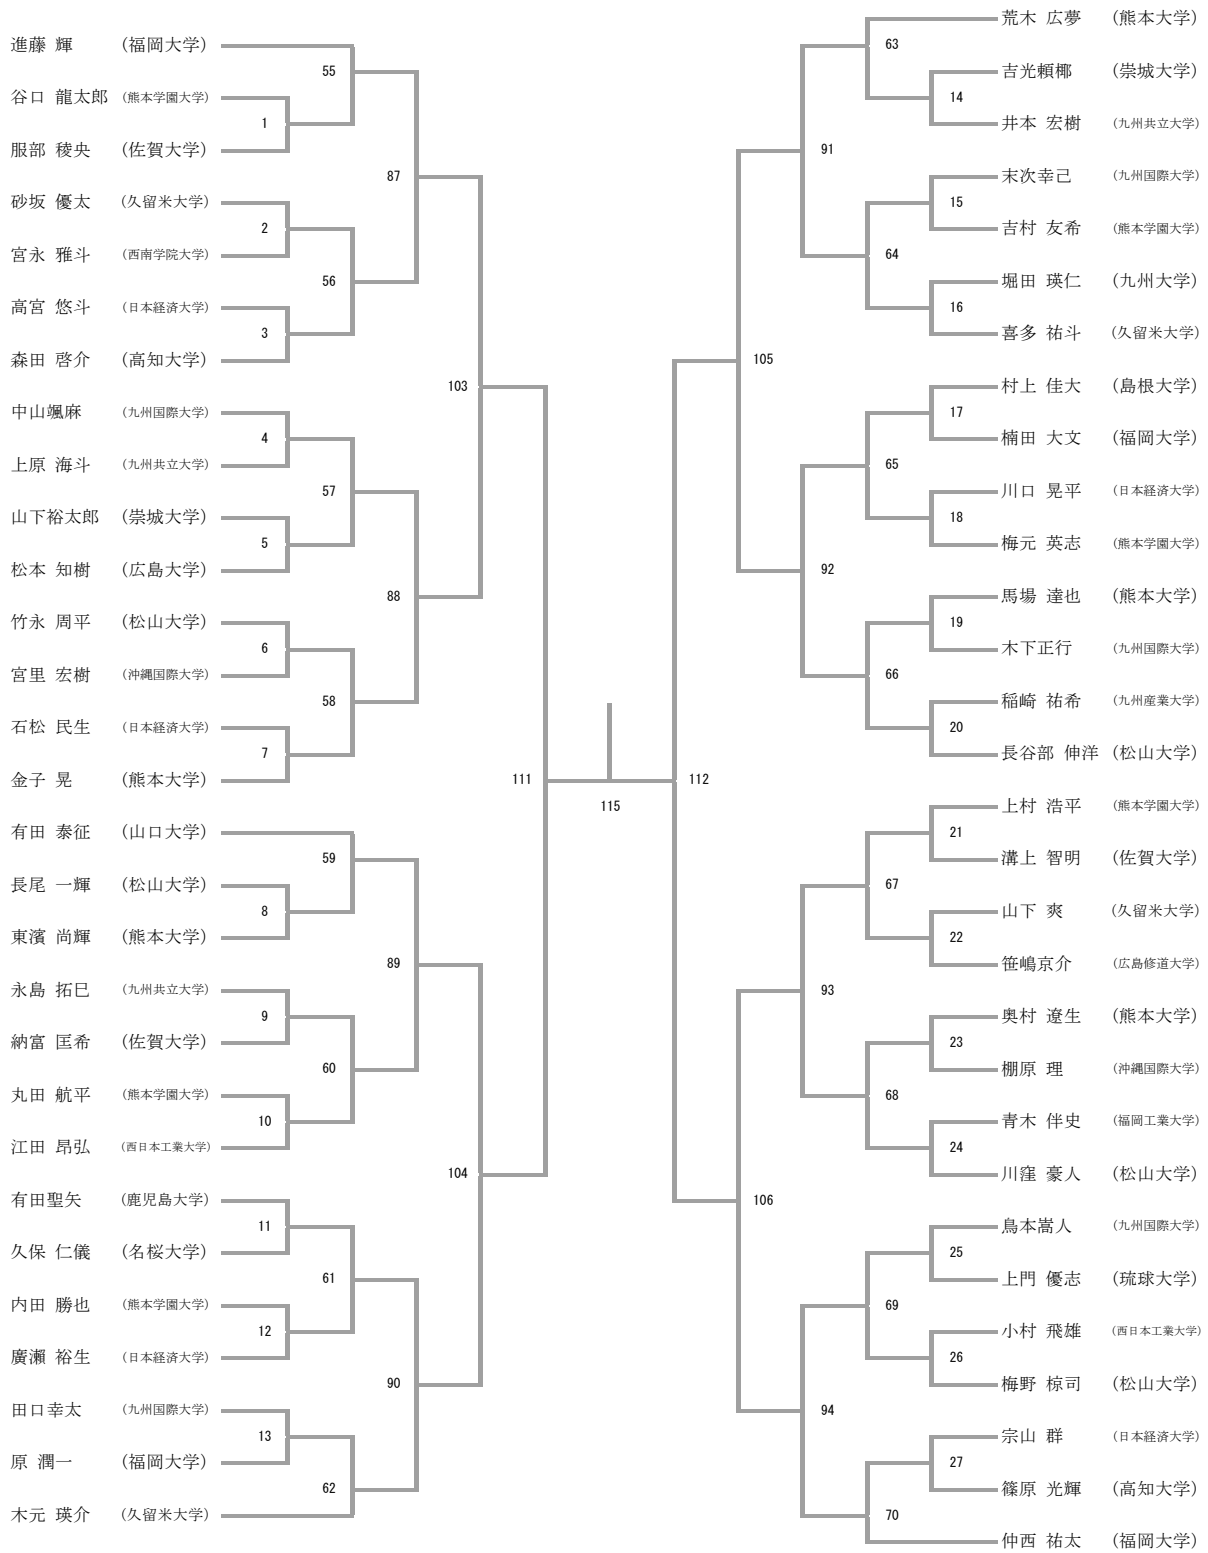 進藤 輝 (福岡大学)
55
谷口 龍太郎 (熊本学園大学)
1
服部 稜央 (佐賀大学)
87
砂坂 優太 (久留米大学)
2
宮永 雅斗 (西南学院大学)
56
高宮 悠斗 (日本経済大学)
3
森田 啓介 (高知大学)
103
中山颯麻 (九州国際大学)
4
上原 海斗 (九州共立大学)
57
山下裕太郎 (崇城大学)
5
松本 知樹 (広島大学)
88
竹永 周平 (松山大学)
6
宮里 宏樹 (沖縄国際大学)
58
石松 民生 (日本経済大学)
7
金子 晃 (熊本大学)
111
有田 泰征 (山口大学)
59
長尾 一輝 (松山大学)
8
東濱 尚輝 (熊本大学)
89
永島 拓巳 (九州共立大学)
9
納富 匡希 (佐賀大学)
60
丸田 航平 (熊本学園大学)
10
江田 昂弘 (西日本工業大学)
104
有田聖矢 (鹿児島大学)
11
久保 仁儀 (名桜大学)
61
内田 勝也 (熊本学園大学)
12
廣瀬 裕生 (日本経済大学)
90
田口幸太 (九州国際大学)
13
原 潤一 (福岡大学)
62
木元 瑛介 (久留米大学)
115
荒木 広夢 (熊本大学)
63
吉光頼椰 (崇城大学)
14
井本 宏樹 (九州共立大学)
91
末次幸己 (九州国際大学)
15
吉村 友希 (熊本学園大学)
64
堀田 瑛仁 (九州大学)
16
喜多 祐斗 (久留米大学)
105
村上 佳大 (島根大学)
17
楠田 大文 (福岡大学)
65
川口 晃平 (日本経済大学)
18
梅元 英志 (熊本学園大学)
92
馬場 達也 (熊本大学)
19
木下正行 (九州国際大学)
66
稲崎 祐希 (九州産業大学)
20
長谷部 伸洋 (松山大学)
112
上村 浩平 (熊本学園大学)
21
溝上 智明 (佐賀大学)
67
山下 爽 (久留米大学)
22
笹嶋京介 (広島修道大学)
93
奥村 遼生 (熊本大学)
23
棚原 理 (沖縄国際大学)
68
青木 伴史 (福岡工業大学)
24
川窪 豪人 (松山大学)
106
鳥本嵩人 (九州国際大学)
25
上門 優志 (琉球大学)
69
小村 飛雄 (西日本工業大学)
26
梅野 椋司 (松山大学)
94
宗山 群 (日本経済大学)
27
篠原 光輝 (高知大学)
70
仲西 祐太 (福岡大学)